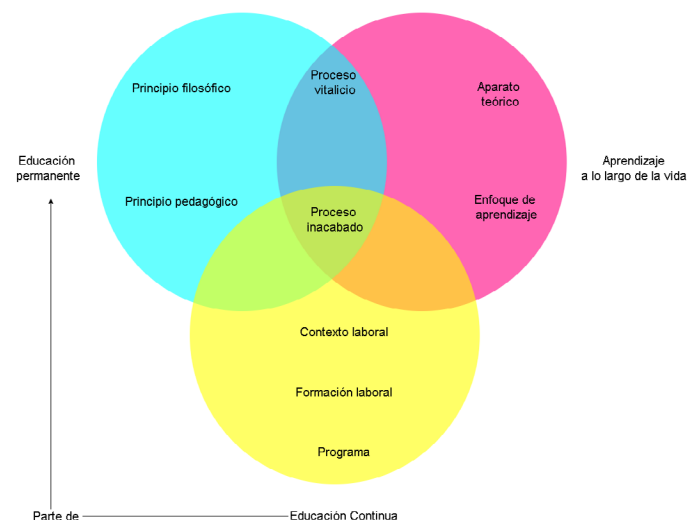 Proceso
vitalicio
Principio filosófico
Aparato
teórico
Educación
permanente
Aprendizaje
a lo largo de la vida
Principio pedagógico
Enfoque de
aprendizaje
Proceso
inacabado
Contexto laboral
Formación laboral
Programa
Parte de
Educación Continua